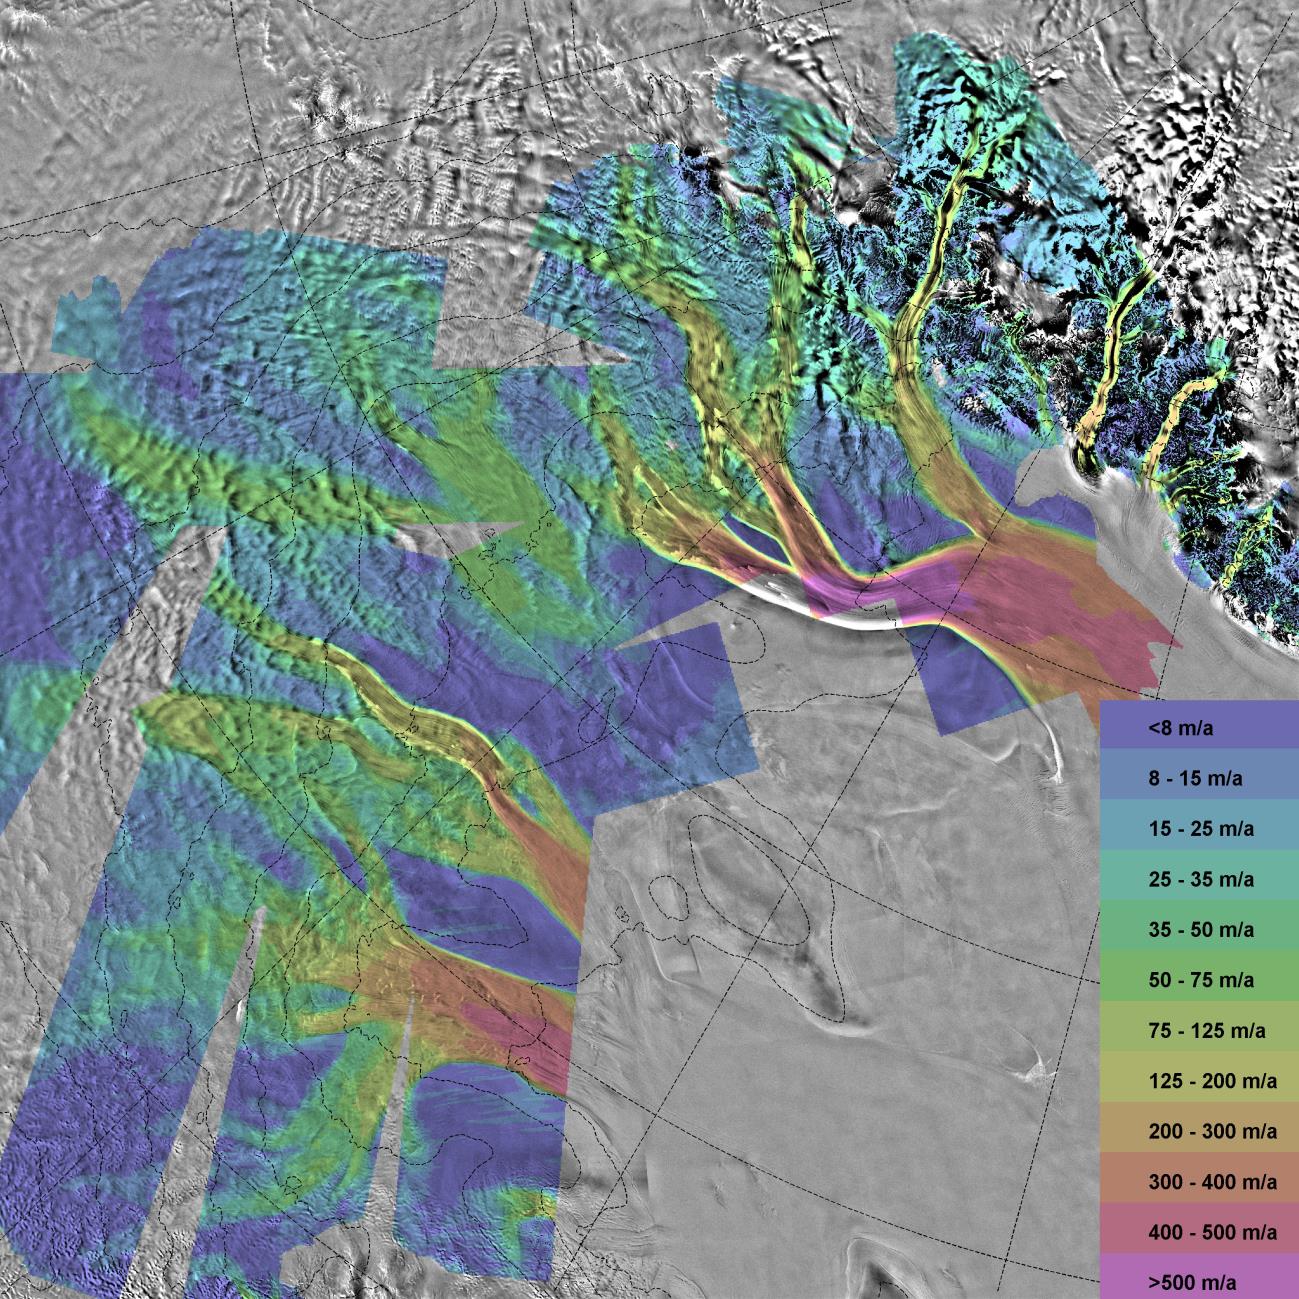 <8 m/a
8 - 15 m/a
15 - 25 m/a
25 - 35 m/a
35 - 50 m/a
50 - 75 m/a
75 - 125 m/a
125 - 200 m/a
200 - 300 m/a
300 - 400 m/a
400 - 500 m/a
>500 m/a